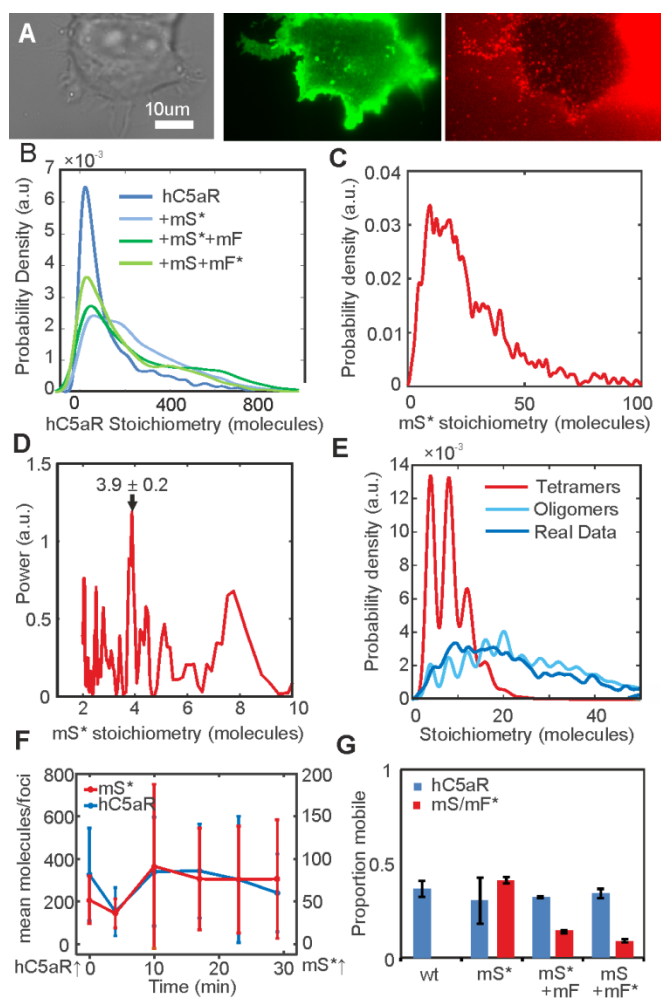 A
10um
B
×10⁻³
7
6
5
4
3
2
1
0
Probability Density (a.u)
hC5aR
+mS*
+mS*+mF
+mS+mF*
0 400 800
hC5aR Stoichiometry (molecules)
C
0.04
0.03
0.02
0.01
0
Probability density (a.u.)
0 50 100
mS* stoichiometry (molecules)
D
1.5
1
0.5
0
Power (a.u.)
3.9 ± 0.2
2 4 6 8 10
mS* stoichiometry (molecules)
E
×10⁻³
14
12
10
8
6
4
2
0
Probability density (a.u.)
Tetramers
Oligomers
Real Data
0 20 40
Stoichiometry (molecules)
F
800
600
400
200
0
mean molecules/foci
mS*
hC5aR
200
150
100
50
0
hC5aR↑
0 10 20 30
mS*↑
Time (min)
G
1
0.5
0
Proportion mobile
hC5aR
mS/mF*
wt mS* mS* mS
+mF +mF*